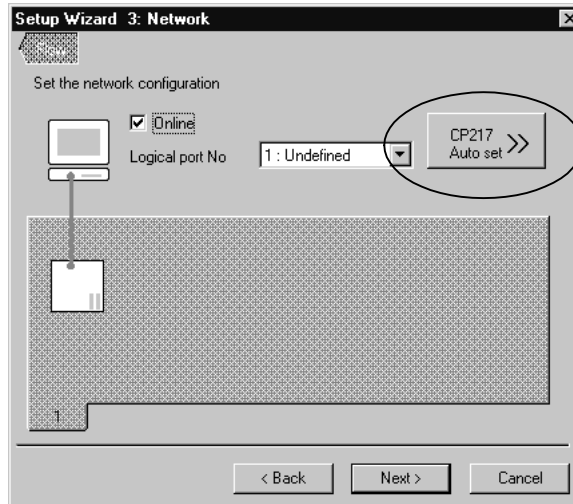 Setup Wizard 3: Network
Set the network configuration
Online
Logical port No
1 : Undefined
CP217
Auto set >>
1
< Back
Next >
Cancel